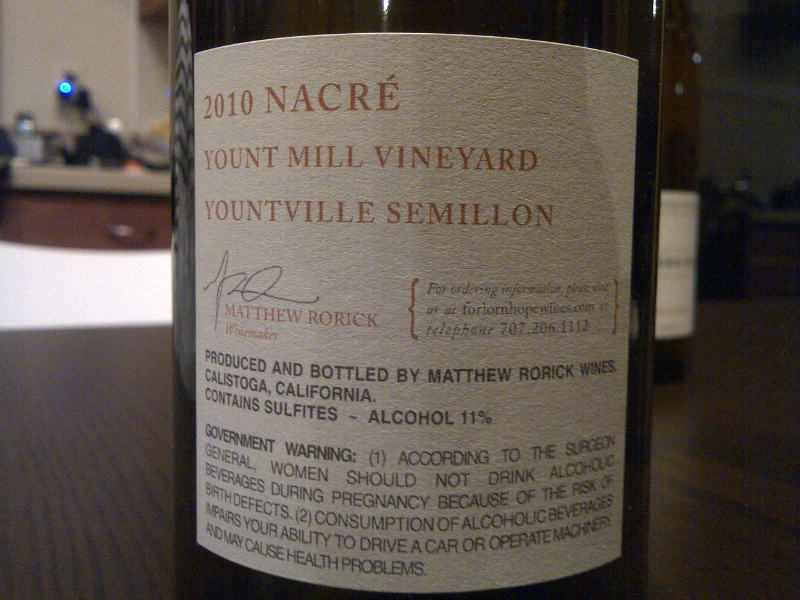 2010 NACRÉ
YOUNT MILL VINEYARD
YOUNTVILLE SEMILLON
MATTHEW RORICK
Winemaker
For ordering information, please visit
us at forlornhopewines.com or
telephone 707.206.1112
PRODUCED AND BOTTLED BY MATTHEW RORICK WINES,
CALISTOGA, CALIFORNIA.
CONTAINS SULFITES ~ ALCOHOL 11%
GOVERNMENT WARNING: (1) ACCORDING TO THE SURGEON
GENERAL, WOMEN SHOULD NOT DRINK ALCOHOLIC
BEVERAGES DURING PREGNANCY BECAUSE OF THE RISK OF
BIRTH DEFECTS. (2) CONSUMPTION OF ALCOHOLIC BEVERAGES
IMPAIRS YOUR ABILITY TO DRIVE A CAR OR OPERATE MACHINERY,
AND MAY CAUSE HEALTH PROBLEMS.